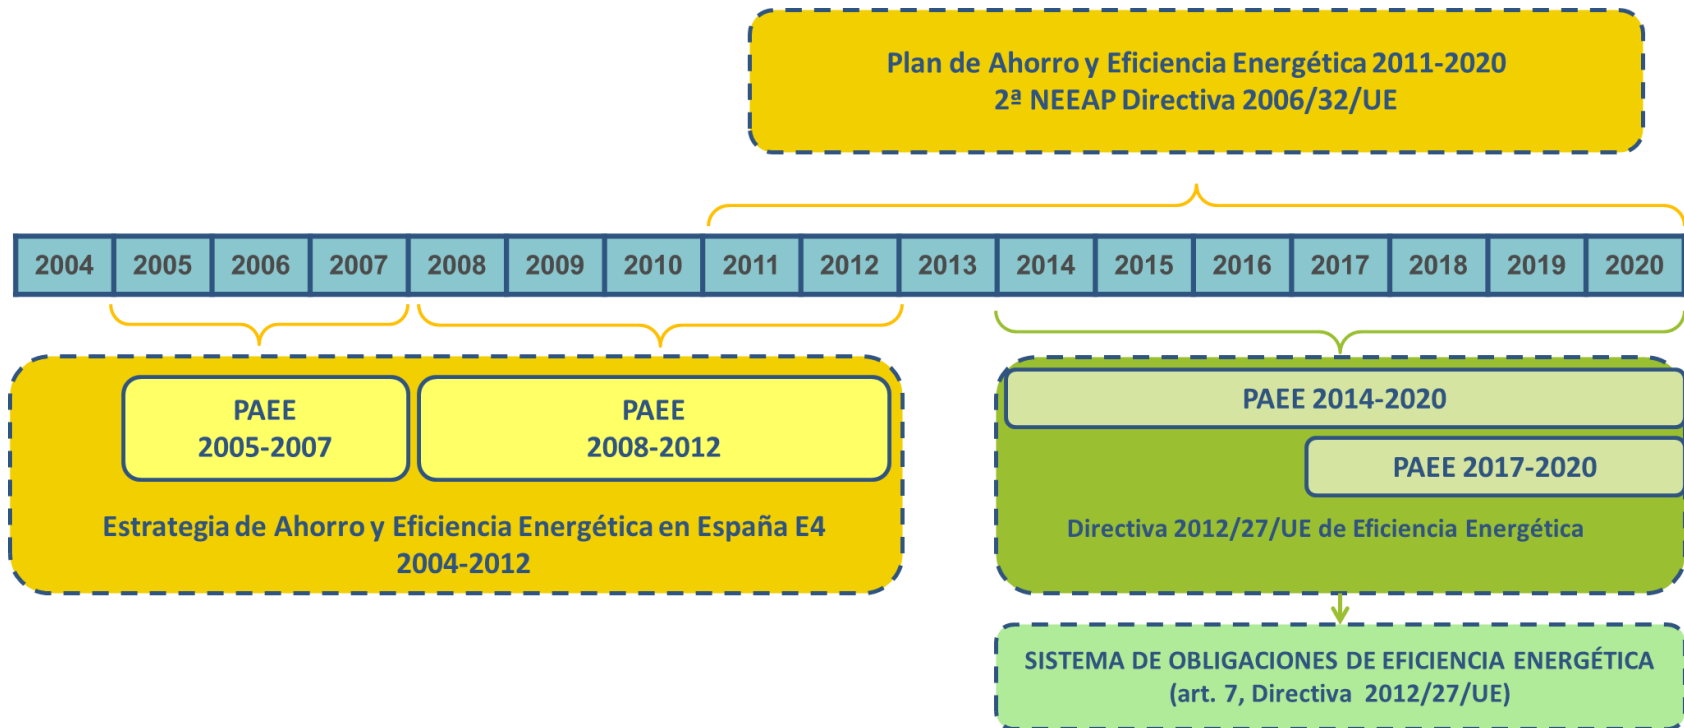 Plan de Ahorro y Eficiencia Energética 2011-2020
2ª NEEAP Directiva 2006/32/UE
2004 2005 2006 2007 2008 2009 2010 2011 2012 2013 2014 2015 2016 2017 2018 2019 2020
PAEE
2005-2007
PAEE
2008-2012
Estrategia de Ahorro y Eficiencia Energética en España E4
2004-2012
PAEE 2014-2020
PAEE 2017-2020
Directiva 2012/27/UE de Eficiencia Energética
SISTEMA DE OBLIGACIONES DE EFICIENCIA ENERGÉTICA
(art. 7, Directiva 2012/27/UE)